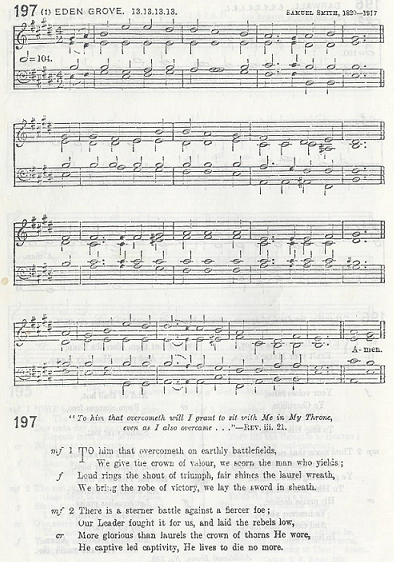 197 (1) EDEN GROVE. 13.13.13.13. SAMUEL SMITH, 1821–1917
=104.
A- men.
197
"To him that overcometh will I grant to sit with Me in My Throne,
even as I also overcame . . ."—REV. iii. 21.
mf 1 TO him that overcometh on earthly battlefields,
We give the crown of valour, we scorn the man who yields;
f Loud rings the shout of triumph, fair shines the laurel wreath,
We bring the robe of victory, we lay the sword in sheath.
mf 2 There is a sterner battle against a fiercer foe;
Our Leader fought it for us, and laid the rebels low,
cr More glorious than laurels the crown of thorns He wore,
He captive led captivity, He lives to die no more.